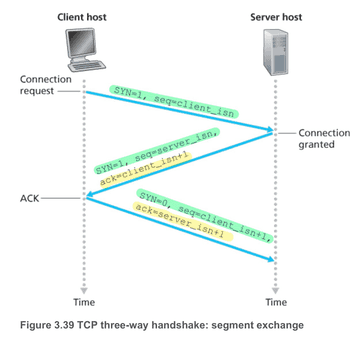 Client host
Server host
Connection
request
SYN=1, seq=client_isn
Connection
granted
SYN=1, seq=server_isn,
ack=client_isn+1
ACK
SYN=0, seq=client_isn+1,
ack=server_isn+1
Time
Time
Figure 3.39 TCP three-way handshake: segment exchange